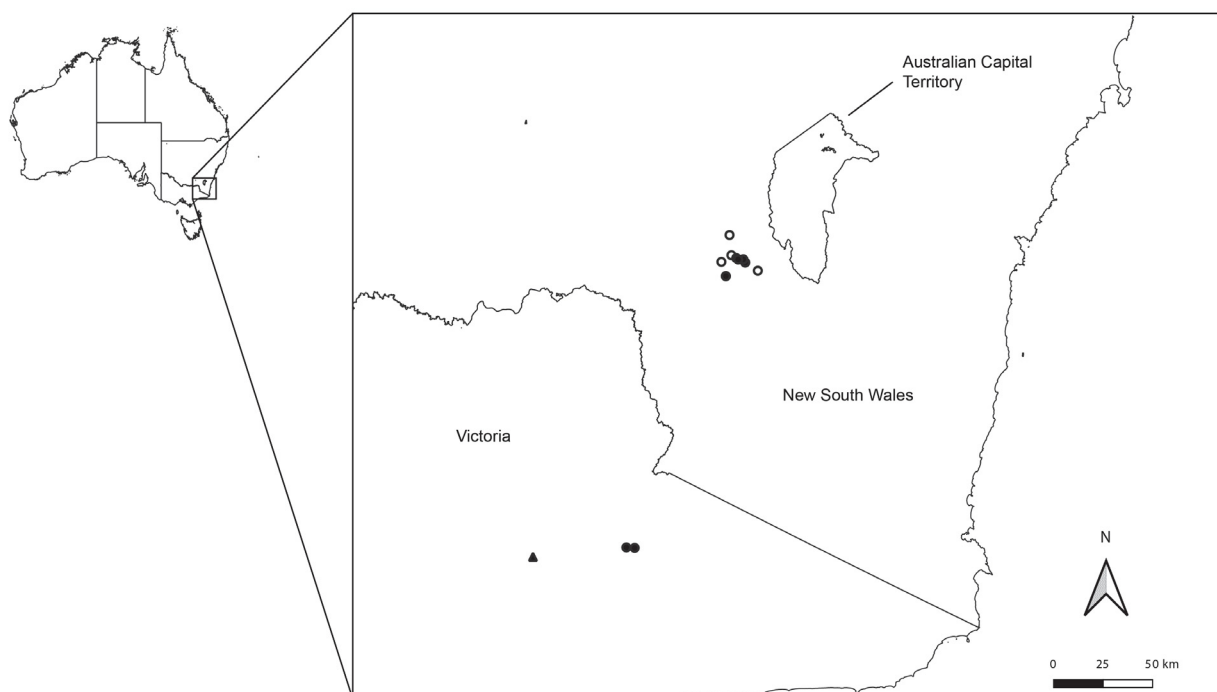 Australian Capital
Territory
New South Wales
Victoria
N
0 25 50 km